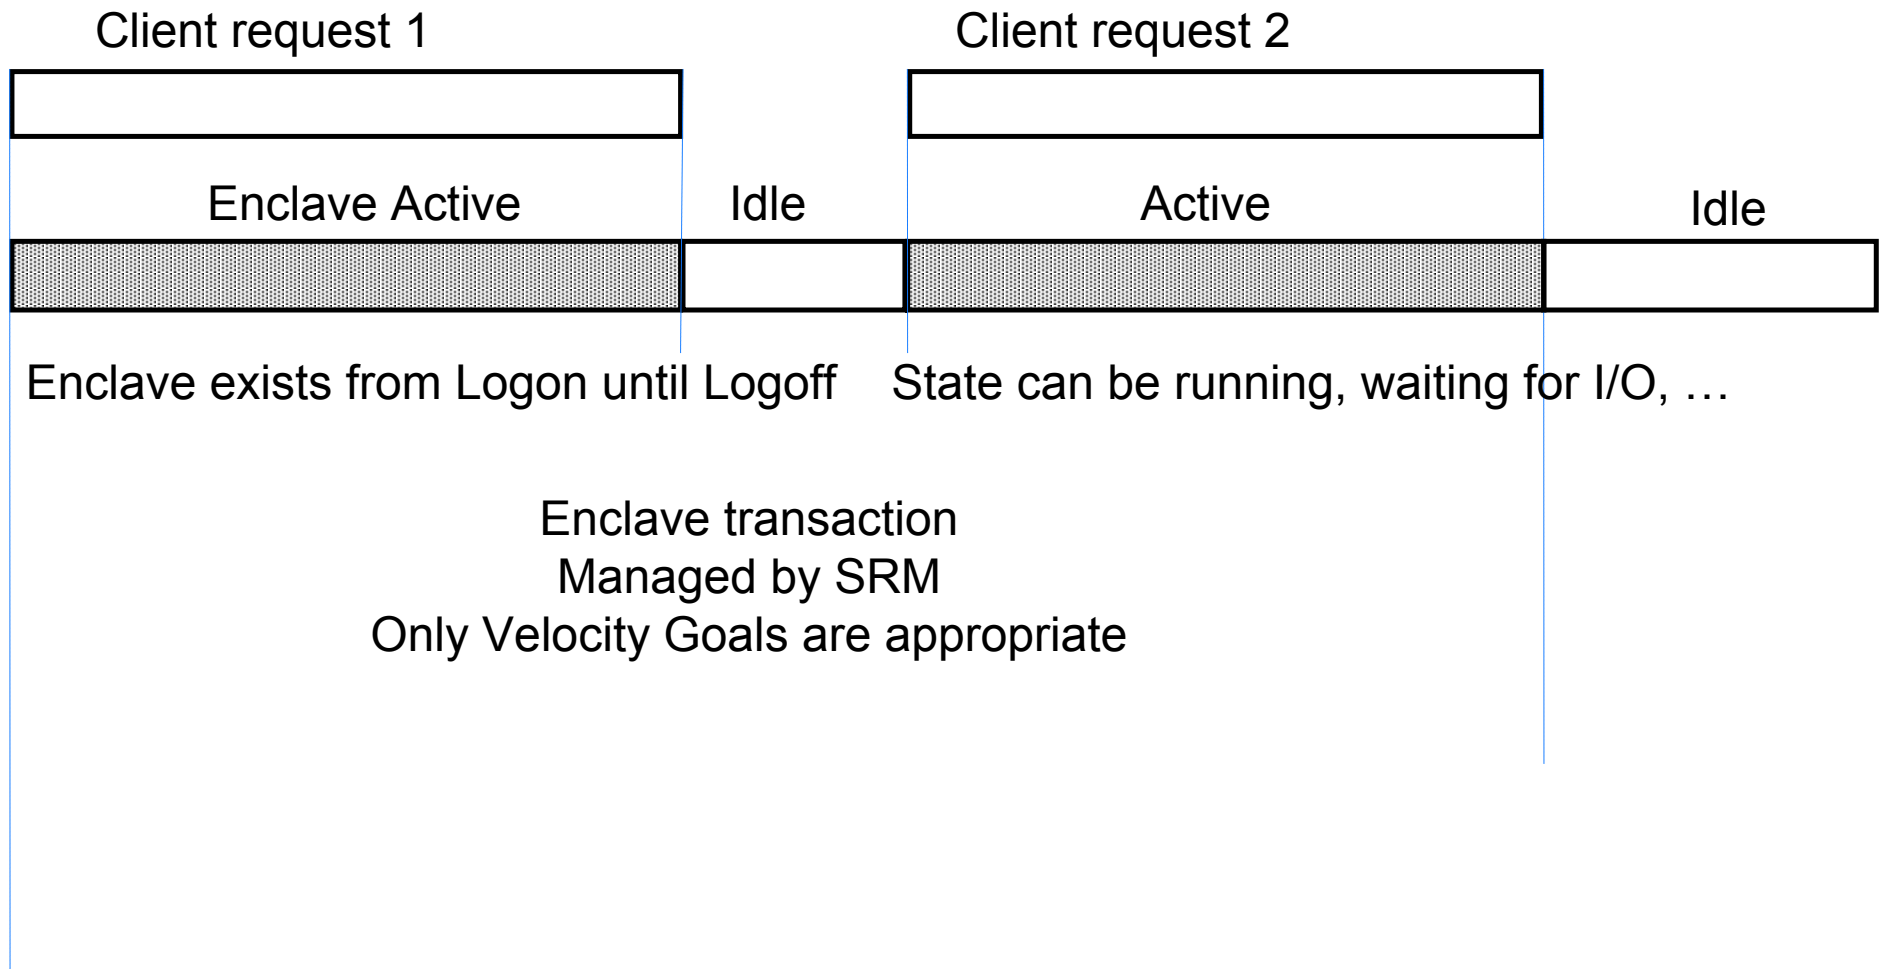 Client request 1
Client request 2
Enclave Active
Idle
Active
Idle
Enclave exists from Logon until Logoff
State can be running, waiting for I/O, …
Enclave transaction
Managed by SRM
Only Velocity Goals are appropriate